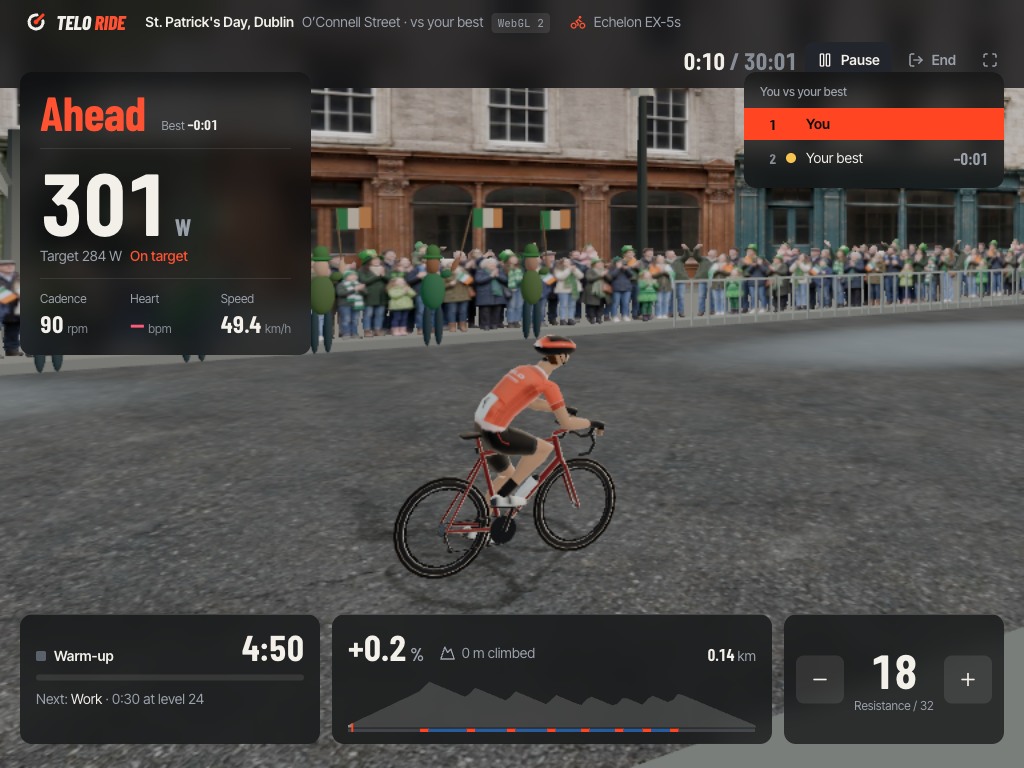 TELO RIDE St. Patrick's Day, Dublin O'Connell Street · vs your best WebGL 2 Echelon EX-5s
0:10 / 30:01 Pause End
Ahead Best −0:01
301 W
Target 284 W On target
Cadence Heart Speed
90 rpm – bpm 49.4 km/h
You vs your best
1 You
2 Your best −0:01
Warm-up 4:50
Next: Work · 0:30 at level 24
+0.2 % 0 m climbed 0.14 km
− 18 +
Resistance / 32